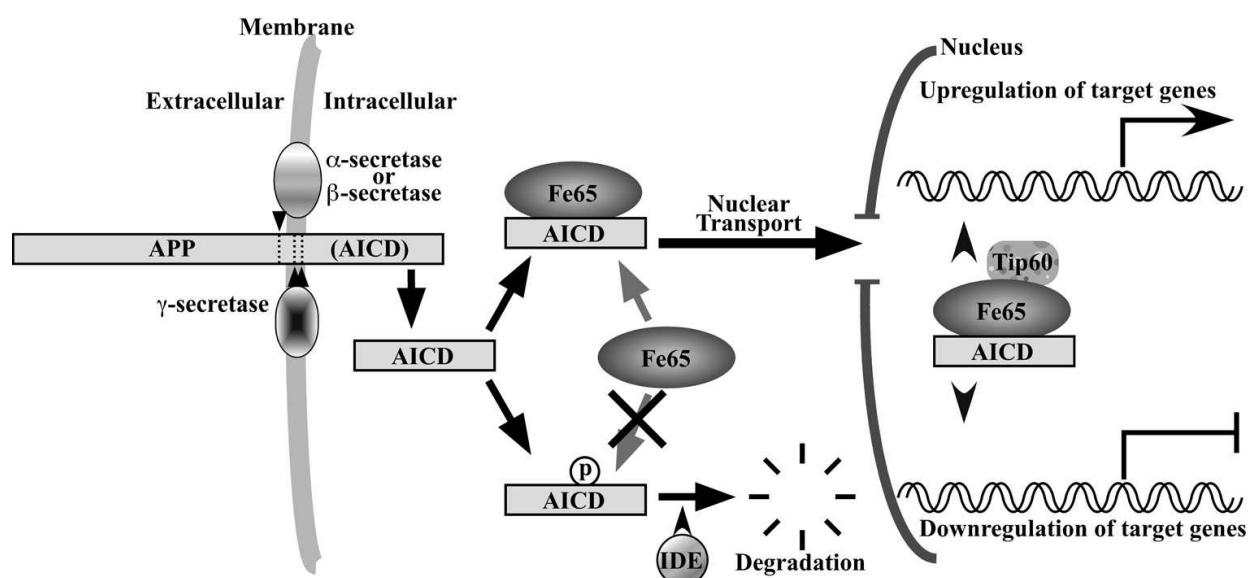 Membrane
Extracellular
Intracellular
α-secretase
or
β-secretase
APP
(AICD)
γ-secretase
AICD
Fe65
AICD
Fe65
P
AICD
IDE
Degradation
Nuclear
Transport
Nucleus
Upregulation of target genes
Tip60
Fe65
AICD
Downregulation of target genes